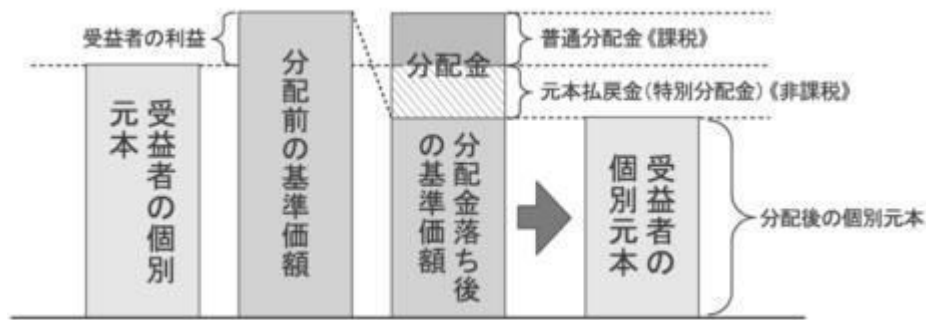 受益者の利益
受益者の個別
元本
分配前の基準価額
分配金
分配金落ち後
の基準価額
普通分配金《課税》
元本払戻金(特別分配金)《非課税》
受益者の
個別元本
分配後の個別元本